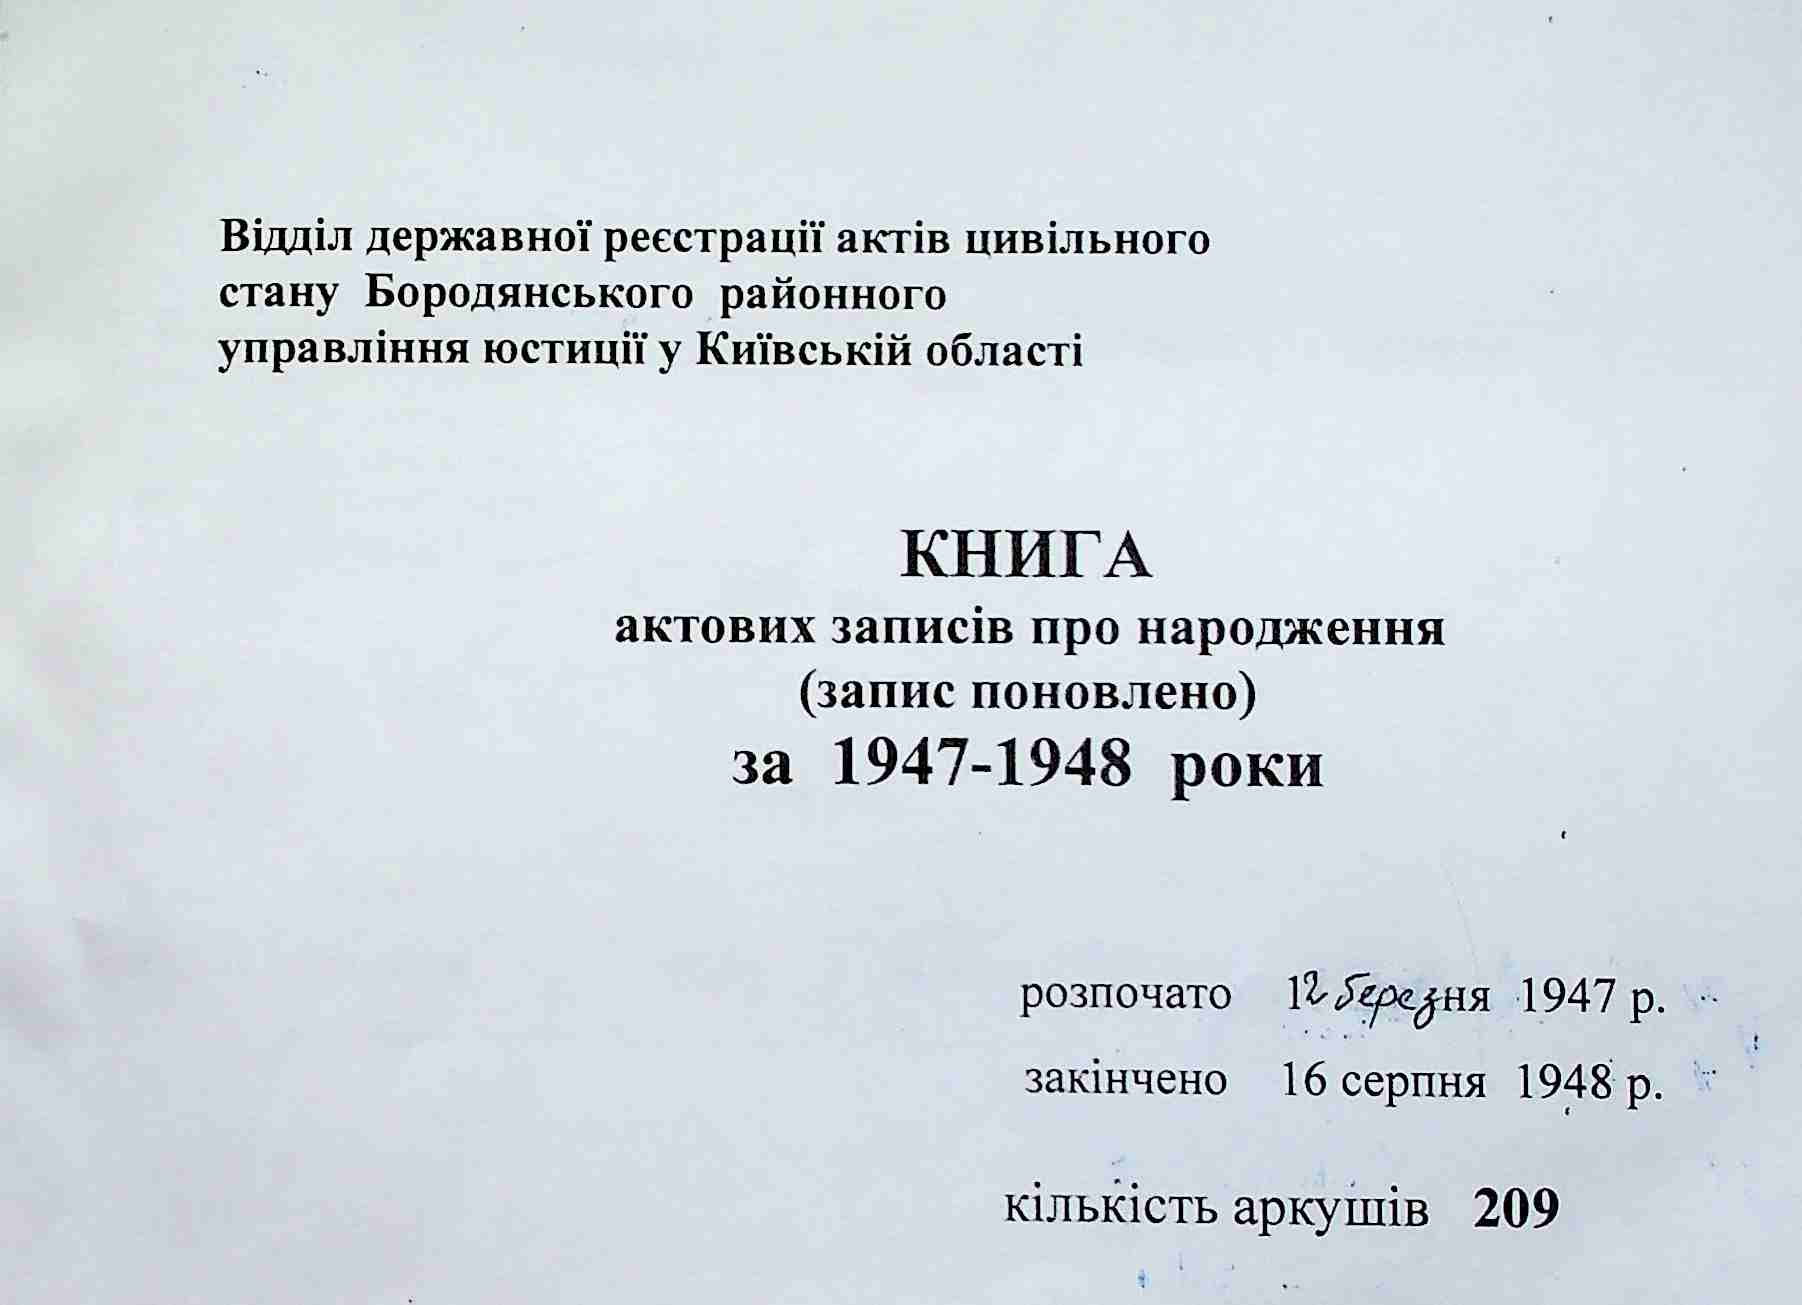 Відділ державної реєстрації актів цивільного
стану Бородянського районного
управління юстиції у Київській області
КНИГА
актових записів про народження
(запис поновлено)
за 1947-1948 роки
розпочато 12 березня 1947 р.
закінчено 16 серпня 1948 р.
кількість аркушів 209